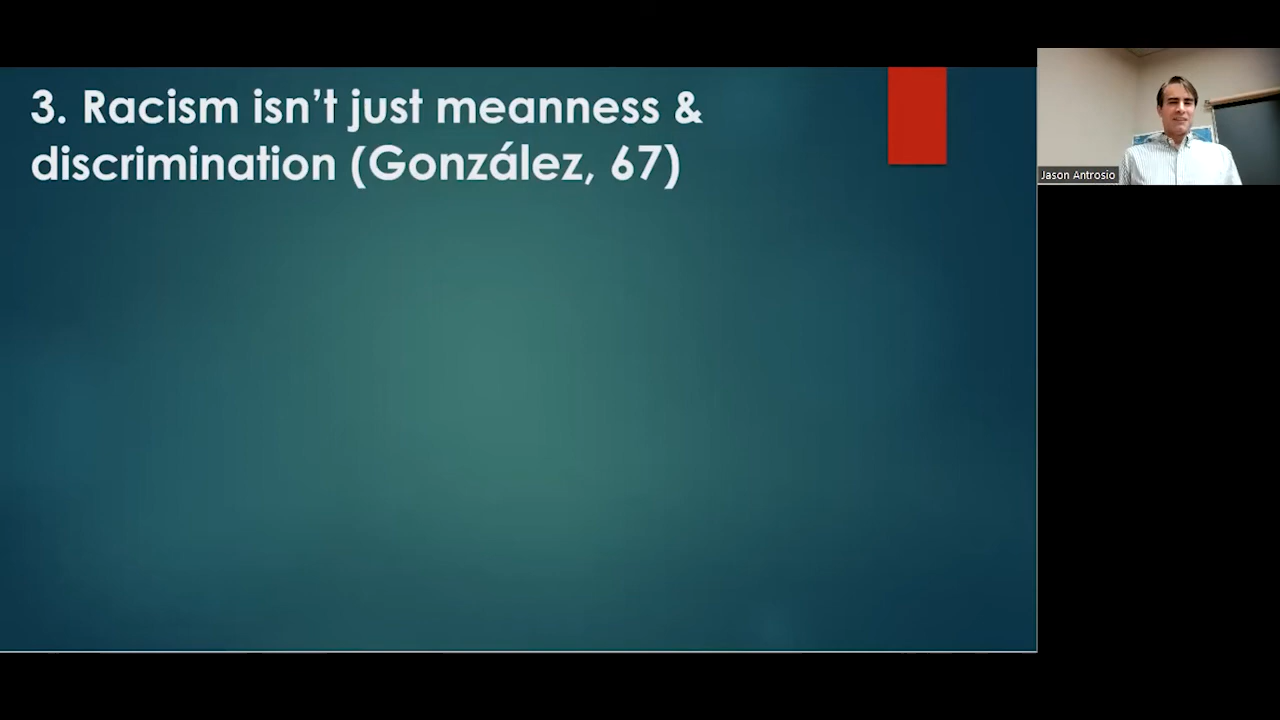 3. Racism isn’t just meanness &
discrimination (González, 67)
Jason Antrosio